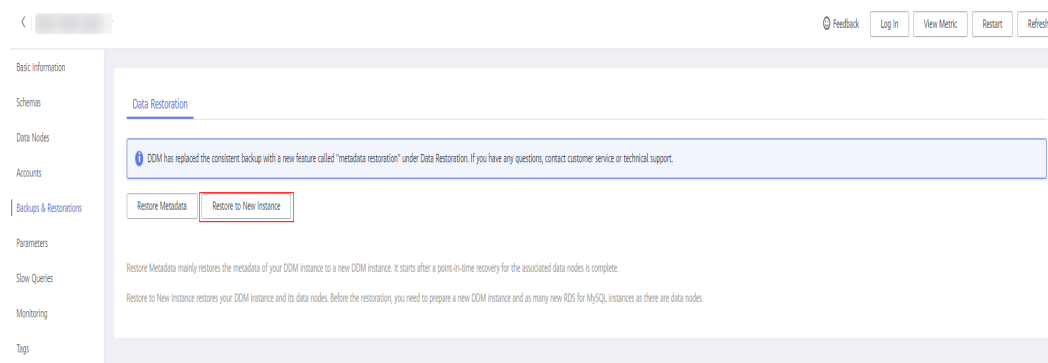 Feedback
Log In
View Metric
Restart
Refresh
Basic Information
Schemas
Data Nodes
Accounts
Backups & Restorations
Parameters
Slow Queries
Monitoring
Tags
Data Restoration
DDM has replaced the consistent backup with a new feature called "metadata restoration" under Data Restoration. If you have any questions, contact customer service or technical support.
Restore Metadata
Restore to New Instance
Restore Metadata mainly restores the metadata of your DDM instance to a new DDM instance. It starts after a point-in-time recovery for the associated data nodes is complete.
Restore to New Instance restores your DDM instance and its data nodes. Before the restoration, you need to prepare a new DDM instance and as many new RDS for MySQL instances as there are data nodes.